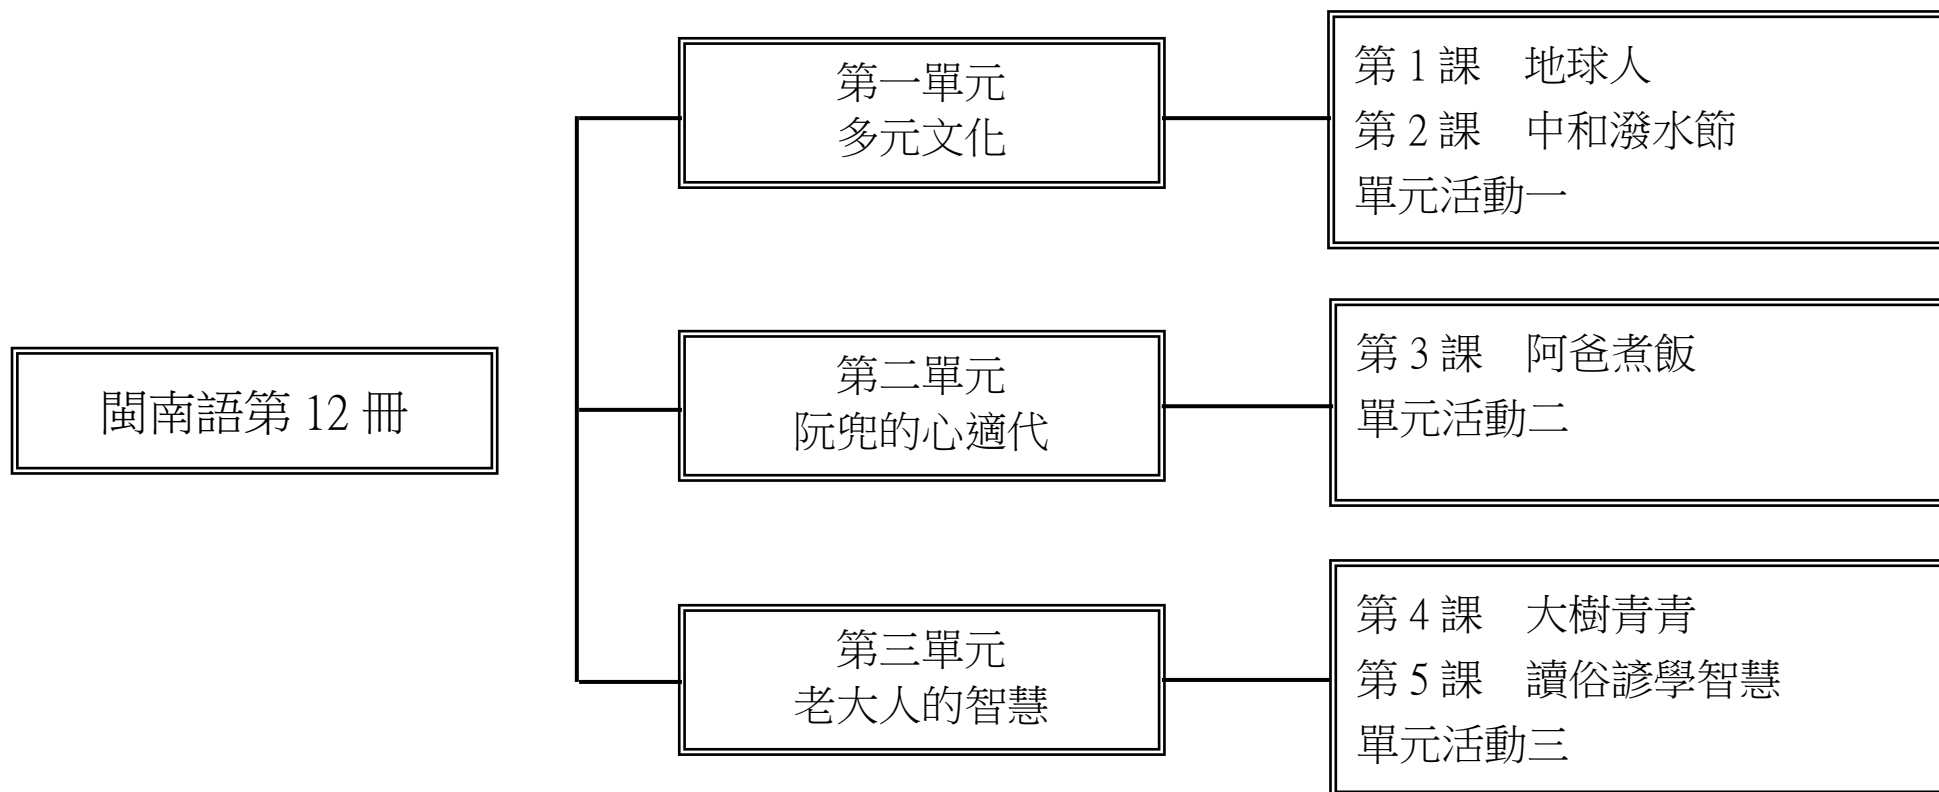 閩南語第 12 冊
第一單元
多元文化
第 1 課　地球人
第 2 課　中和潑水節
單元活動一
第二單元
阮兜的心適代
第 3 課　阿爸煮飯
單元活動二
第三單元
老大人的智慧
第 4 課　大樹青青
第 5 課　讀俗諺學智慧
單元活動三